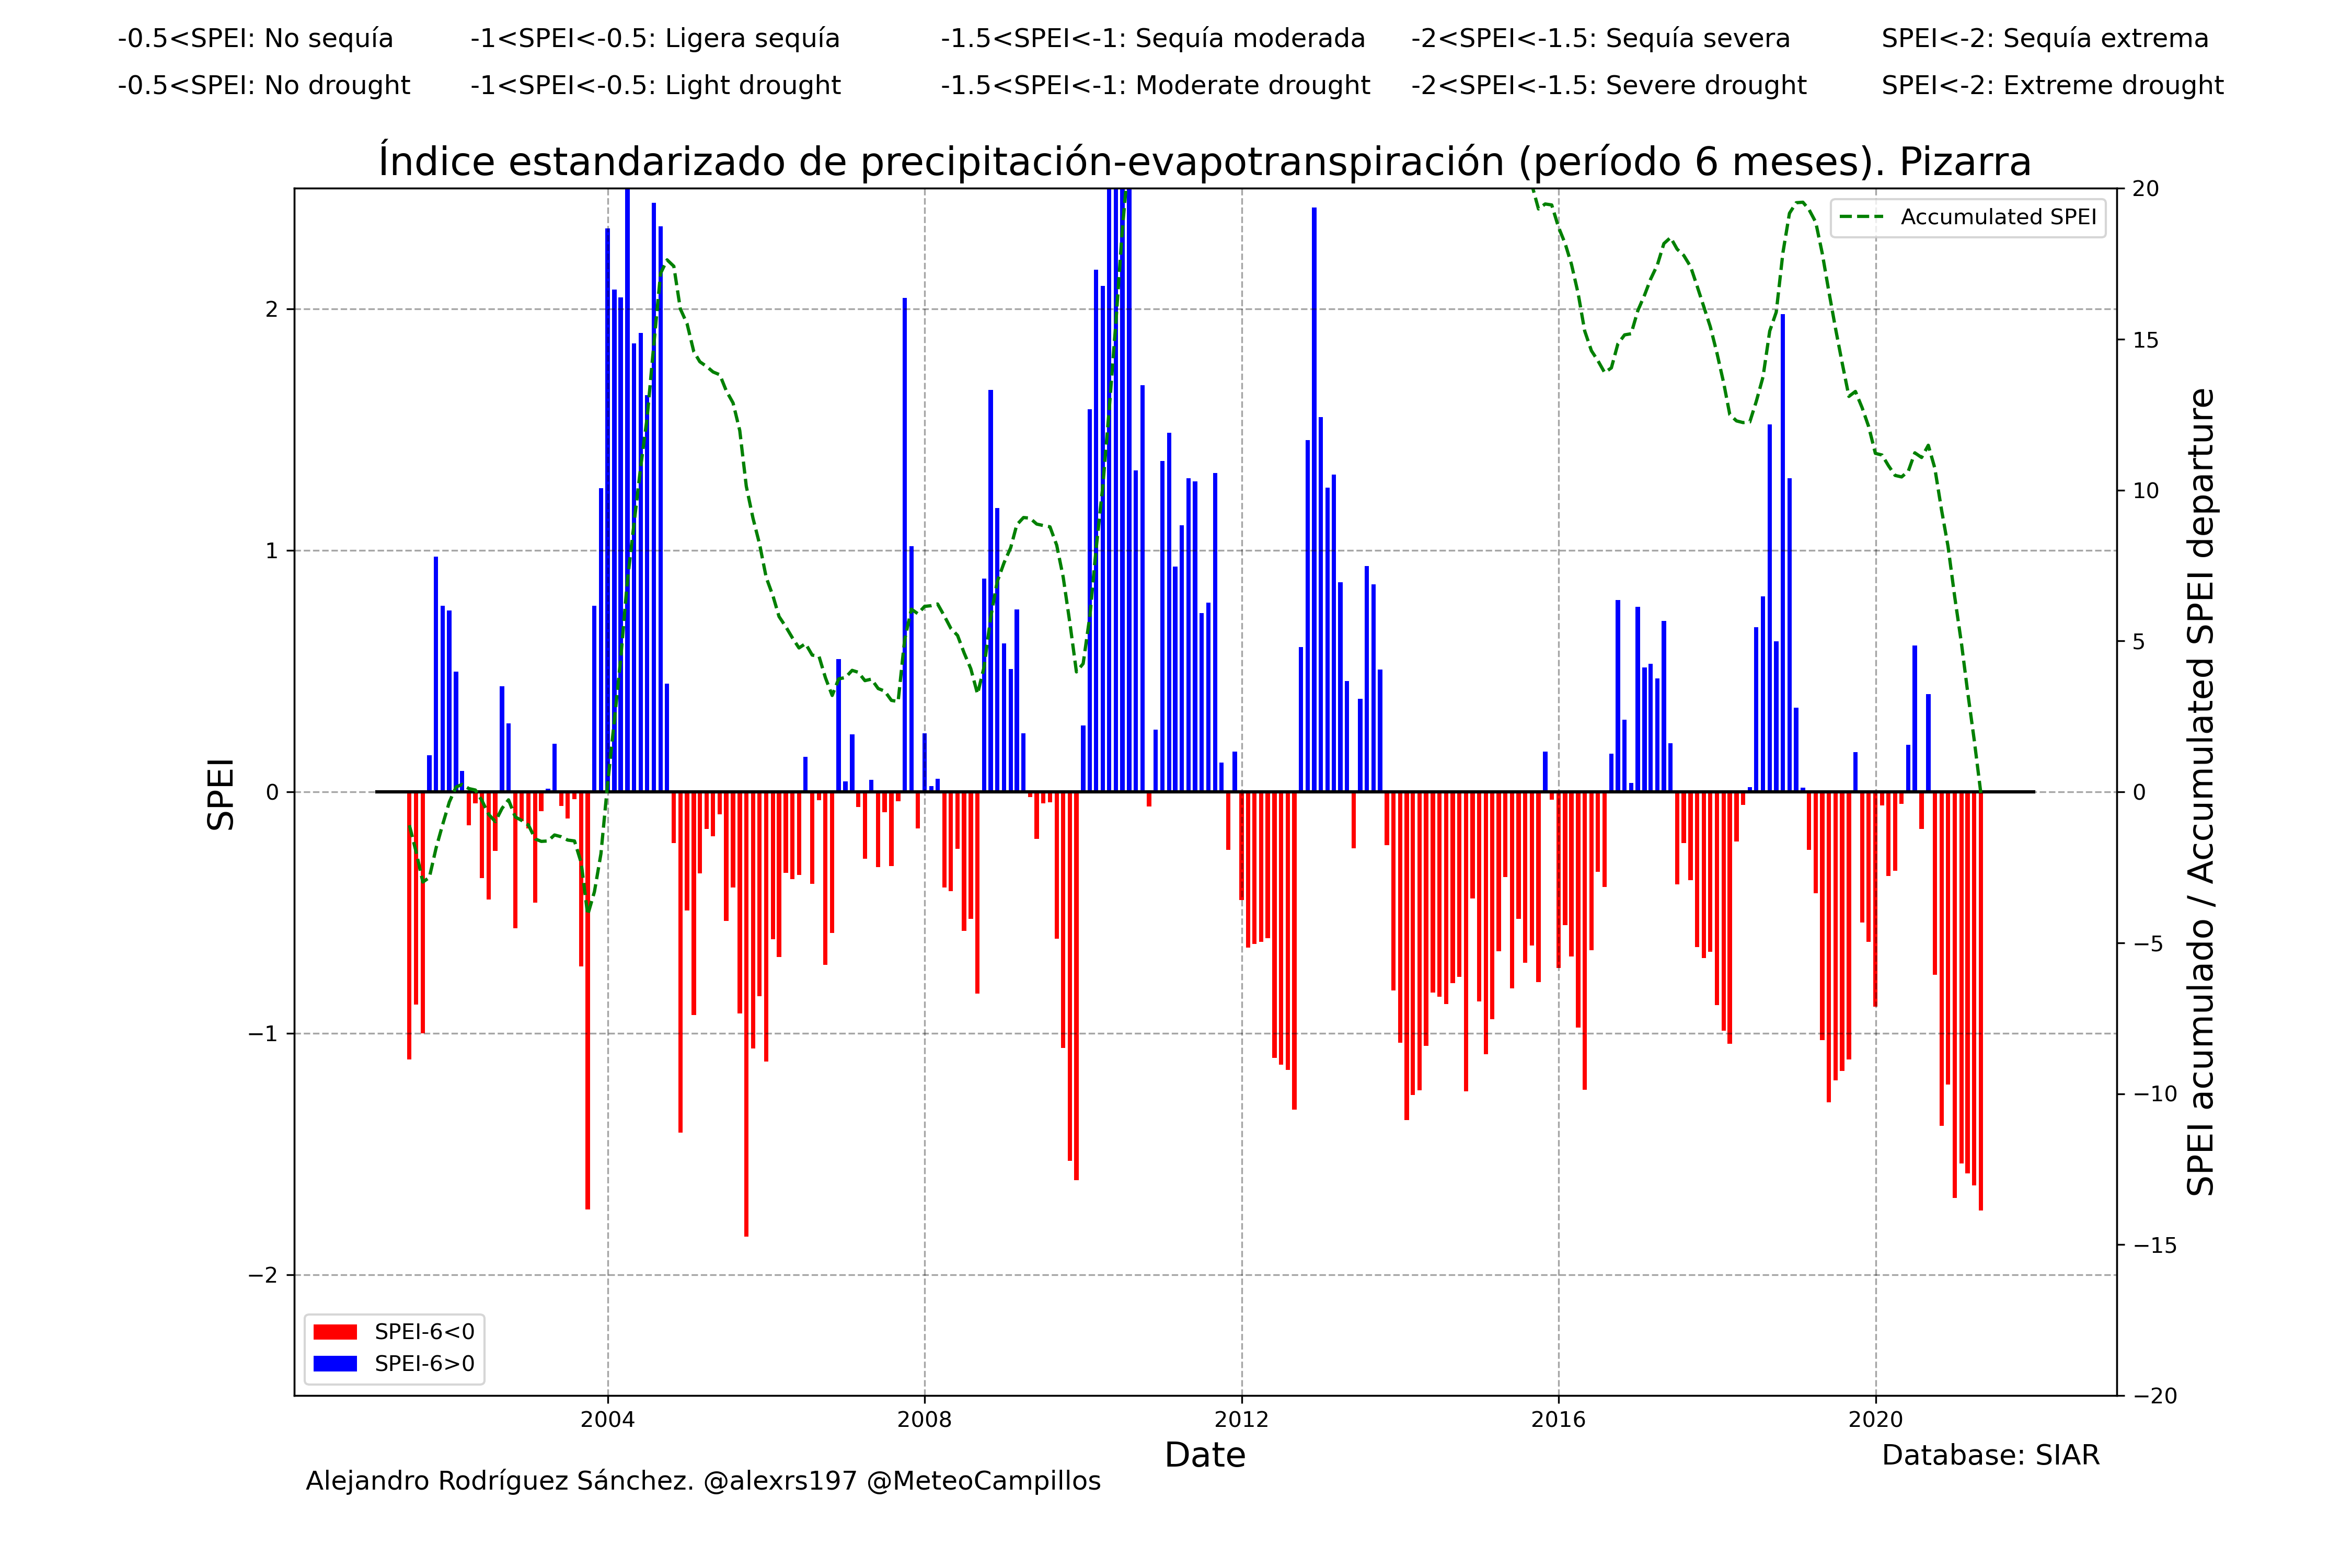 -0.5<SPEI: No sequía -1<SPEI<-0.5: Ligera sequía -1.5<SPEI<-1: Sequía moderada -2<SPEI<-1.5: Sequía severa SPEI<-2: Sequía extrema
-0.5<SPEI: No drought -1<SPEI<-0.5: Light drought -1.5<SPEI<-1: Moderate drought -2<SPEI<-1.5: Severe drought SPEI<-2: Extreme drought
Índice estandarizado de precipitación-evapotranspiración (período 6 meses). Pizarra
SPEI
2
1
0
−1
−2
Accumulated SPEI
20
15
10
5
0
−5
−10
−15
−20
SPEI acumulado / Accumulated SPEI departure
SPEI-6<0
SPEI-6>0
2004 2008 2012 2016 2020
Date
Database: SIAR
Alejandro Rodríguez Sánchez. @alexrs197 @MeteoCampillos